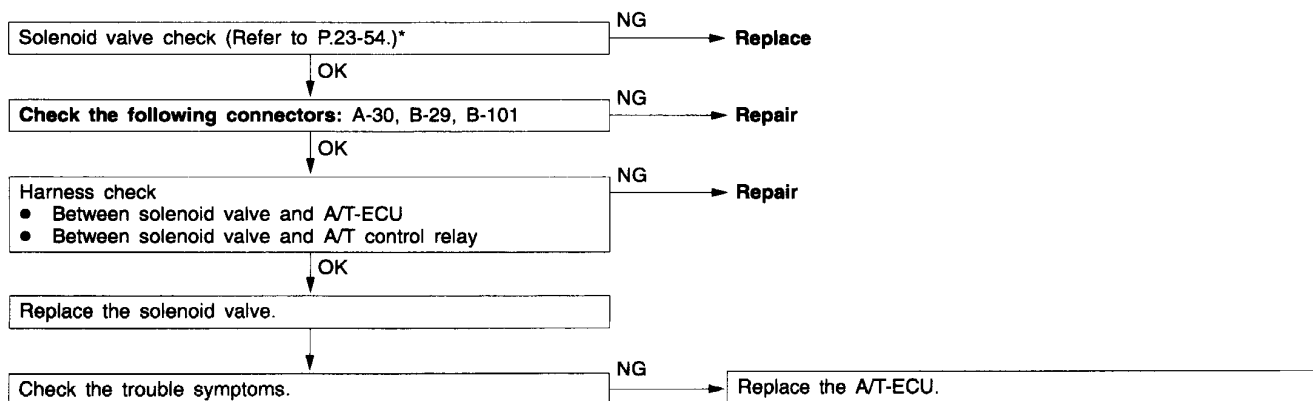 Solenoid valve check (Refer to P.23-54.)*
NG
Replace
OK
Check the following connectors: A-30, B-29, B-101
NG
Repair
OK
Harness check
● Between solenoid valve and A/T-ECU
● Between solenoid valve and A/T control relay
NG
Repair
OK
Replace the solenoid valve.
Check the trouble symptoms.
NG
Replace the A/T-ECU.